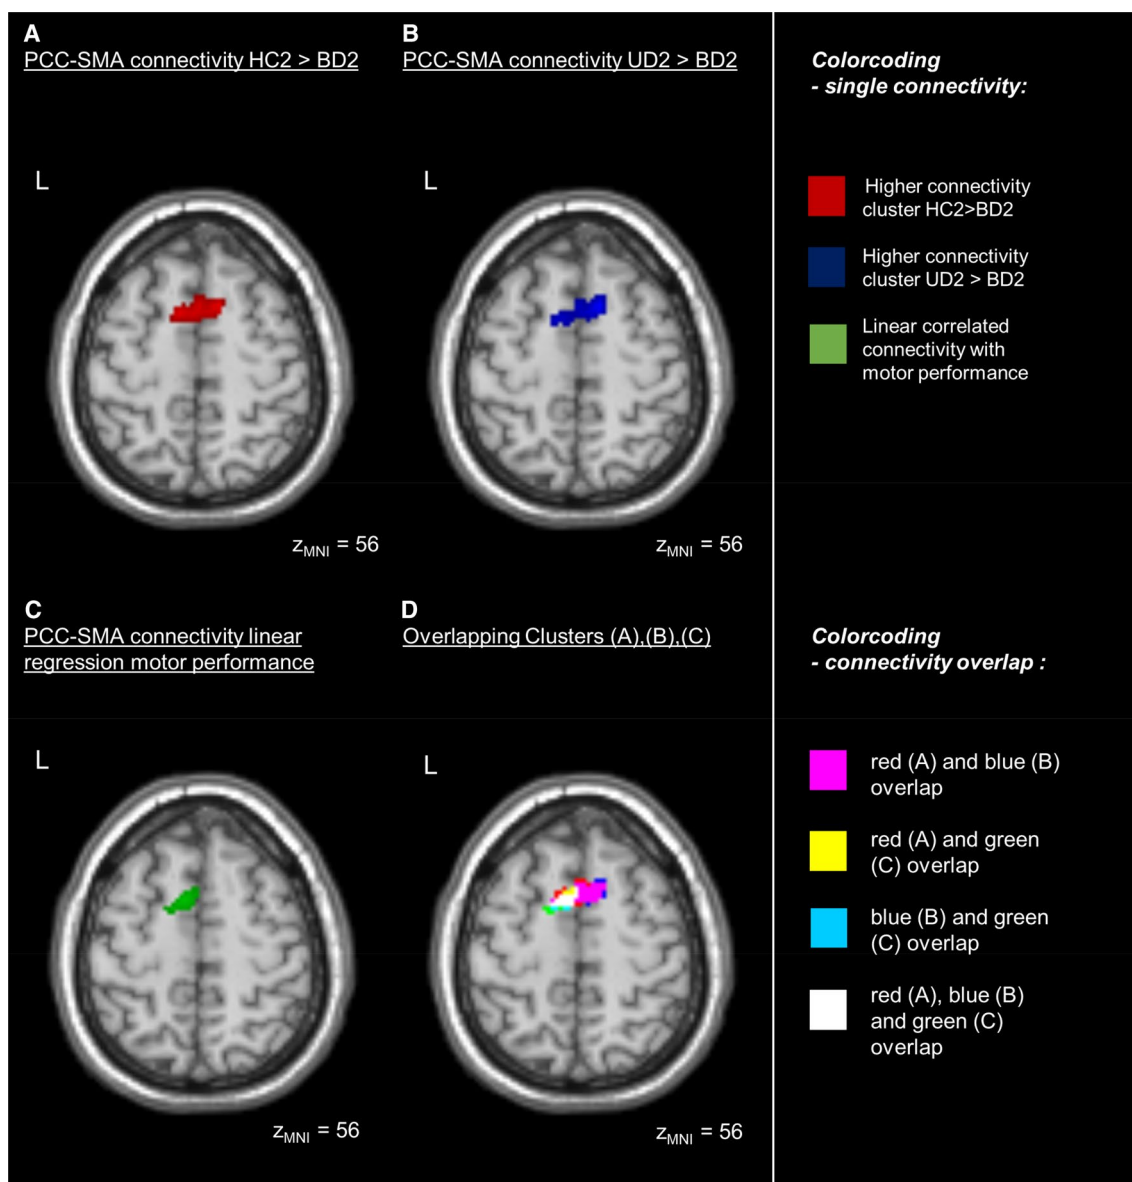 A
PCC-SMA connectivity HC2 > BD2
L
zMNI = 56
B
PCC-SMA connectivity UD2 > BD2
L
zMNI = 56
Colorcoding
- single connectivity:
Higher connectivity
cluster HC2>BD2
Higher connectivity
cluster UD2 > BD2
Linear correlated
connectivity with
motor performance
C
PCC-SMA connectivity linear
regression motor performance
L
zMNI = 56
D
Overlapping Clusters (A),(B),(C)
L
zMNI = 56
Colorcoding
- connectivity overlap :
red (A) and blue (B)
overlap
red (A) and green
(C) overlap
blue (B) and green
(C) overlap
red (A), blue (B)
and green (C)
overlap